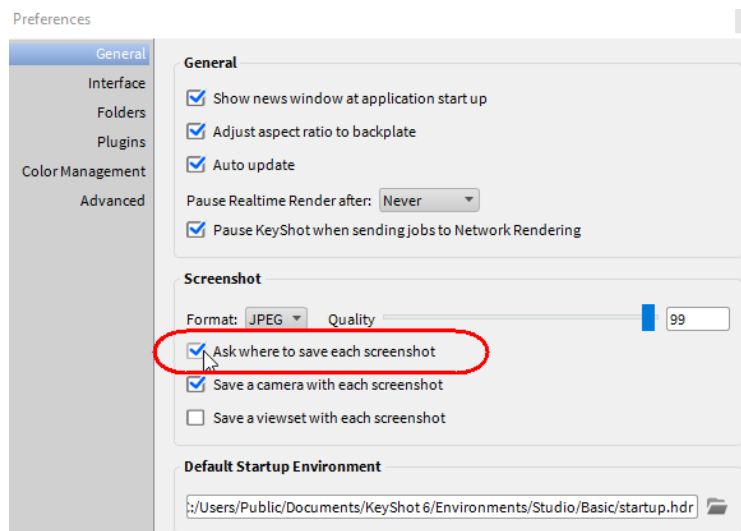 Preferences
General
Interface
Folders
Plugins
Color Management
Advanced
General
Show news window at application start up
Adjust aspect ratio to backplate
Auto update
Pause Realtime Render after: Never
Pause KeyShot when sending jobs to Network Rendering
Screenshot
Format: JPEG Quality 99
Ask where to save each screenshot
Save a camera with each screenshot
Save a viewset with each screenshot
Default Startup Environment
:/Users/Public/Documents/KeyShot 6/Environments/Studio/Basic/startup.hdr